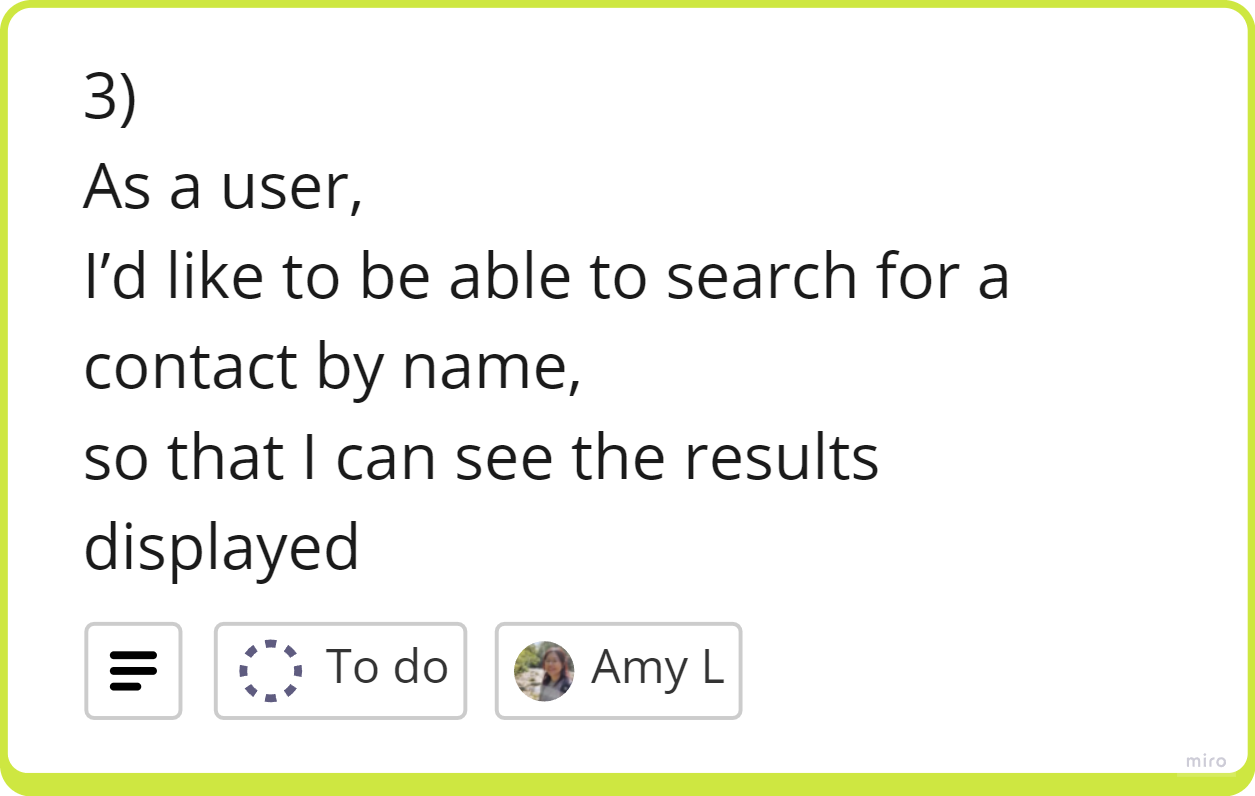 3)
As a user,
I’d like to be able to search for a
contact by name,
so that I can see the results
displayed
To do
Amy L
miro